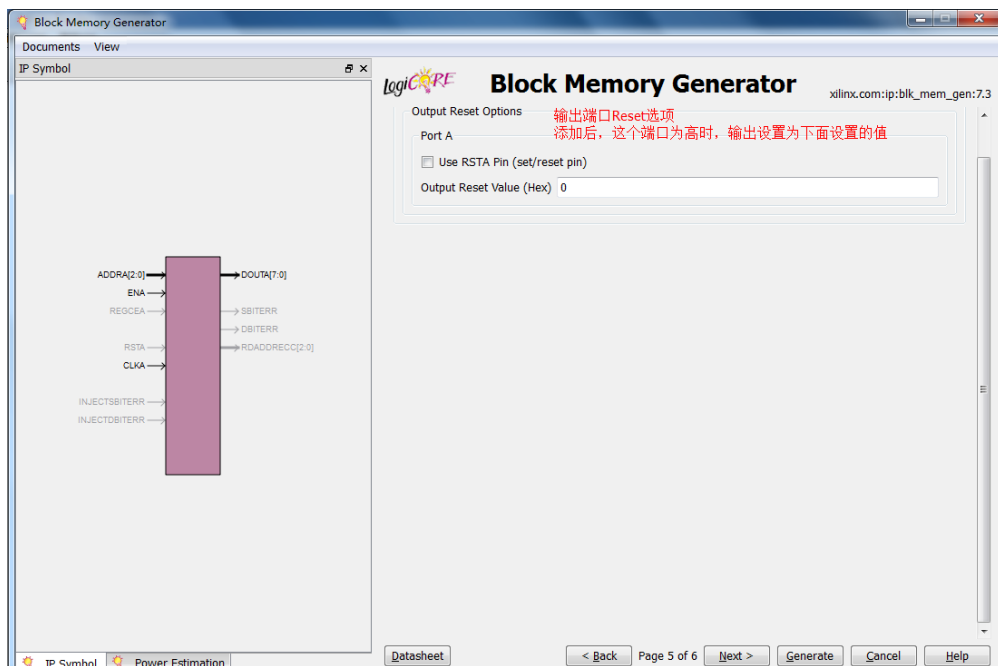 Block Memory Generator
Documents View
IP Symbol
ADDRA[2:0]
ENA
REGCEA
RSTA
CLKA
INJECTSBITERR
INJECTDBITERR
DOUTA[7:0]
SBITERR
DBITERR
RDADDRECC[2:0]
IP Symbol Power Estimation
logiCORE
Block Memory Generator
xilinx.com:ip:blk_mem_gen:7.3
Output Reset Options
输出端口Reset选项
添加后，这个端口为高时，输出设置为下面设置的值
Port A
Use RSTA Pin (set/reset pin)
Output Reset Value (Hex) 0
Datasheet < Back Page 5 of 6 Next > Generate Cancel Help